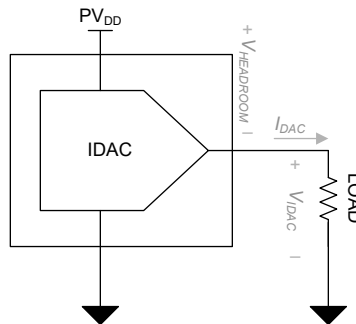 PVDD
+ VHEADROOM –
IDAC
IDAC
+ VIDAC –
LOAD